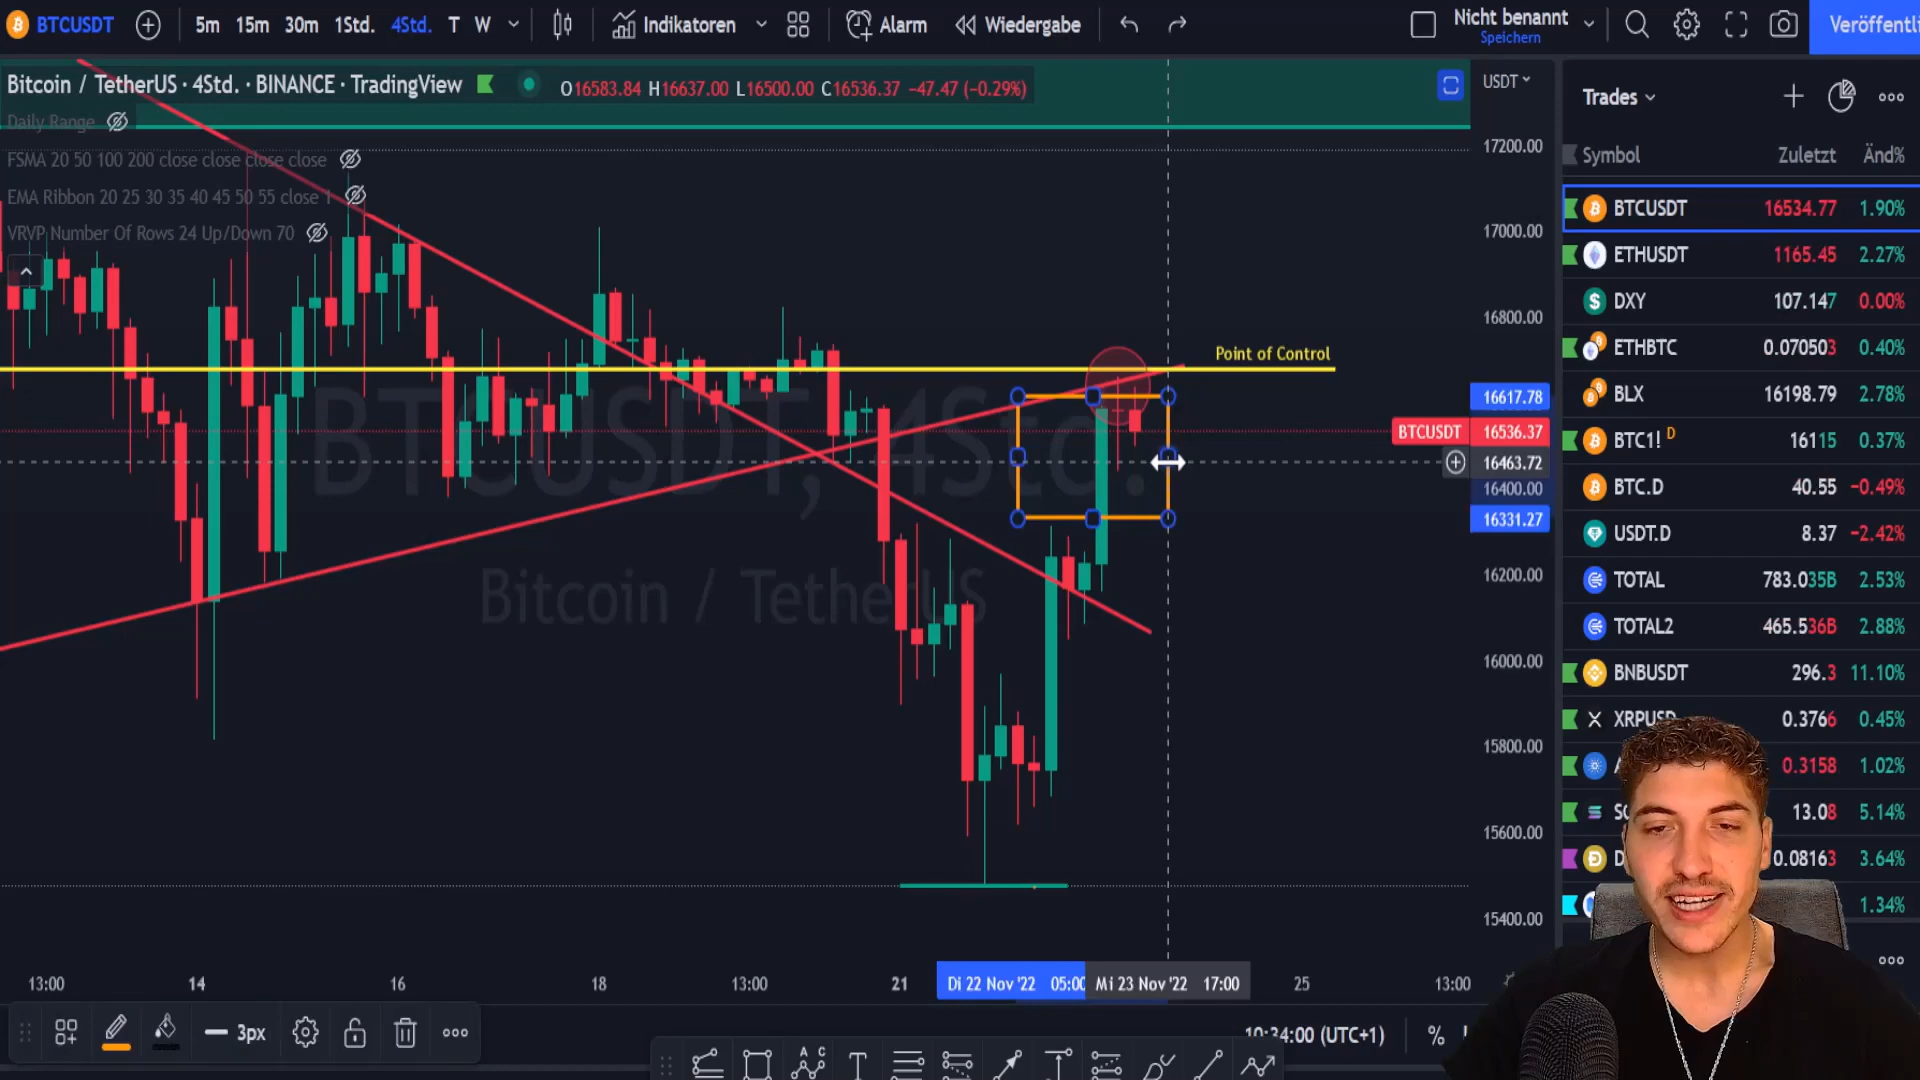 BTCUSDT 5m 15m 30m 1Std. 4Std. T W Indikatoren Alarm Wiedergabe Nicht benannt
Speichern
Bitcoin / TetherUS · 4Std. · BINANCE · TradingView O16583.84 H16637.00 L16500.00 C16536.37 −47.47 (−0.29%)
Daily Range
FSMA 20 50 100 200 close close close close
EMA Ribbon 20 25 30 35 40 45 50 55 close 1
VRVP Number Of Rows 24 Up/Down 70
Point of Control
BTCUSDT, 4Std.
Bitcoin / TetherUS
USDT
17200.00
17000.00
16800.00
16617.78
BTCUSDT 16536.37
16463.72
16400.00
16331.27
16200.00
16000.00
15800.00
15600.00
15400.00
13:00 14 16 18 13:00 21 Di 22 Nov '22 05:00 Mi 23 Nov '22 17:00 25 13:00
3px
10:34:00 (UTC+1) %
Trades
Symbol Zuletzt Änd%
BTCUSDT 16534.77 1.90%
ETHUSDT 1165.45 2.27%
DXY 107.147 0.00%
ETHBTC 0.070503 0.40%
BLX 16198.79 2.78%
BTC1! D 16115 0.37%
BTC.D 40.55 −0.49%
USDT.D 8.37 −2.42%
TOTAL 783.035B 2.53%
TOTAL2 465.536B 2.88%
BNBUSDT 296.3 11.10%
XRPUSD 0.3766 0.45%
0.3158 1.02%
13.08 5.14%
0.08163 3.64%
1.34%